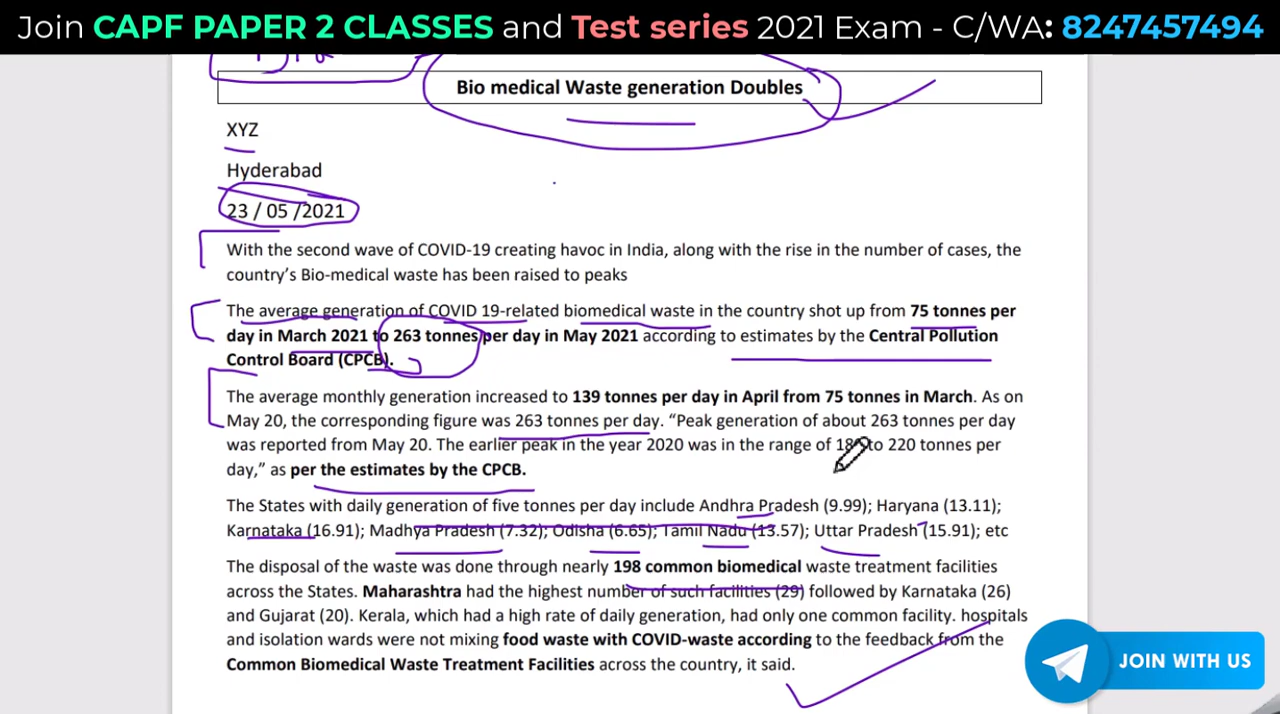 Join CAPF PAPER 2 CLASSES and Test series 2021 Exam - C/WA: 8247457494
Bio medical Waste generation Doubles
XYZ
Hyderabad
23 / 05 /2021
With the second wave of COVID-19 creating havoc in India, along with the rise in the number of cases, the
country's Bio-medical waste has been raised to peaks
The average generation of COVID 19-related biomedical waste in the country shot up from 75 tonnes per
day in March 2021 to 263 tonnes per day in May 2021 according to estimates by the Central Pollution
Control Board (CPCB).
The average monthly generation increased to 139 tonnes per day in April from 75 tonnes in March. As on
May 20, the corresponding figure was 263 tonnes per day. “Peak generation of about 263 tonnes per day
was reported from May 20. The earlier peak in the year 2020 was in the range of to 220 tonnes per
day,” as per the estimates by the CPCB.
The States with daily generation of five tonnes per day include Andhra Pradesh (9.99); Haryana (13.11);
Karnataka (16.91); Madhya Pradesh (7.32); Odisha (6.65); Tamil Nadu (13.57); Uttar Pradesh (15.91); etc
The disposal of the waste was done through nearly 198 common biomedical waste treatment facilities
across the States. Maharashtra had the highest number of such facilities (29) followed by Karnataka (26)
and Gujarat (20). Kerala, which had a high rate of daily generation, had only one common facility. hospitals
and isolation wards were not mixing food waste with COVID-waste according to the feedback from the
Common Biomedical Waste Treatment Facilities across the country, it said.
JOIN WITH US